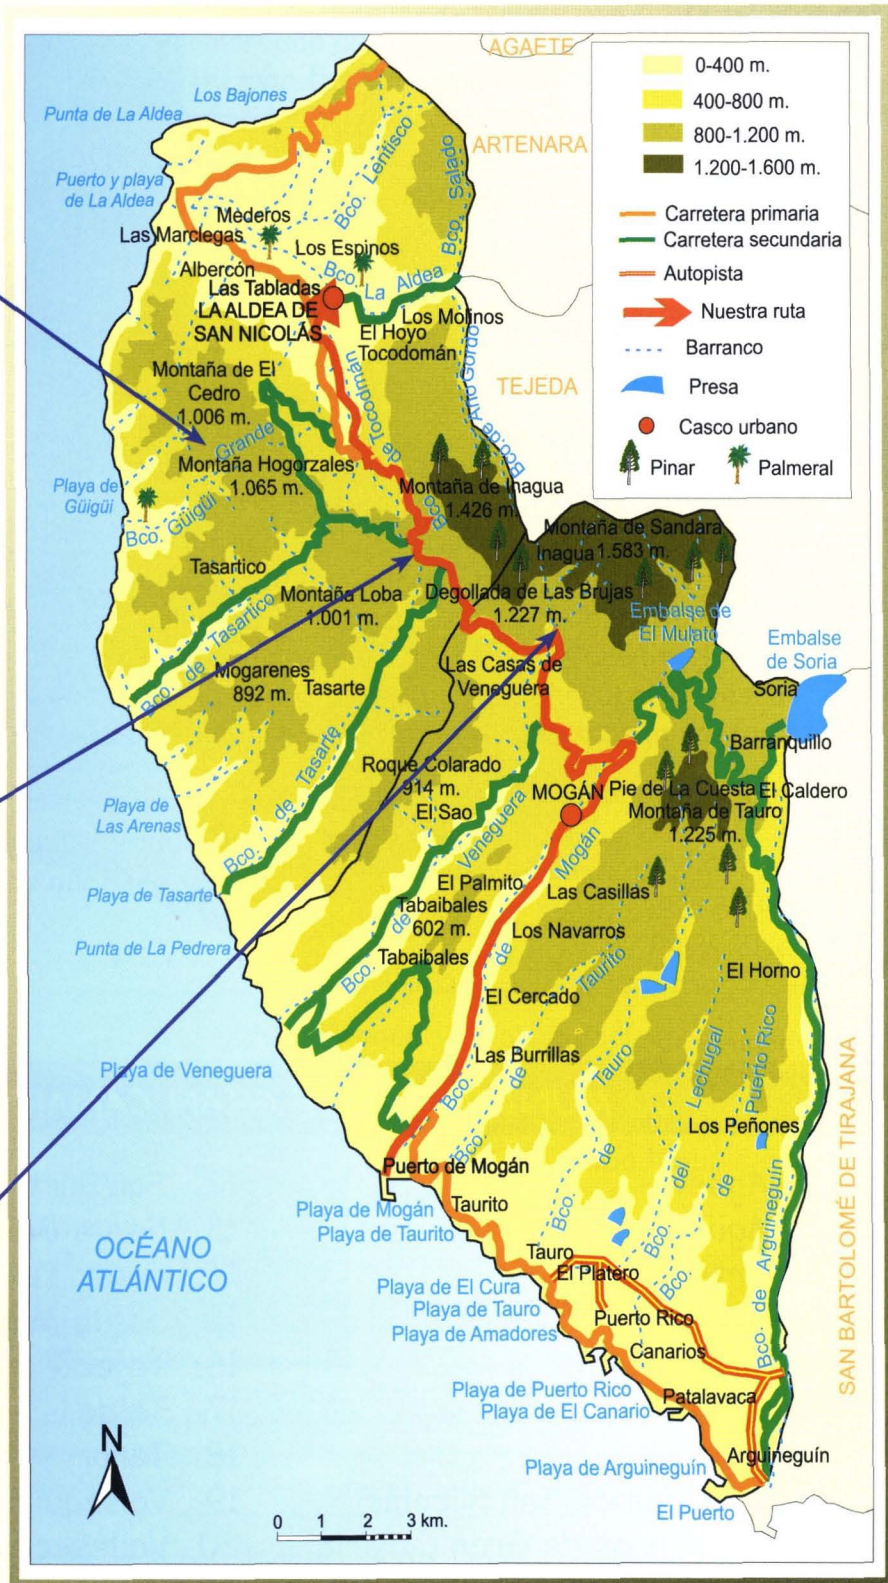 AGAETE
Los Bajones
Punta de La Aldea
ARTENARA
Bco. Lentisco
Bco. Salado
Puerto y playa
de La Aldea
Mederos
Las Marclegas
Los Espinos
Albercón
Bco. La Aldea
Lás Tabladas
LA ALDEA DE
SAN NICOLÁS
Los Molinos
El Hoyo
Tocodomán
TEJEDA
Montaña de El
Cedro
1.006 m.
Bco. de Tocodman
Montaña Hogorzales
1.065 m.
Playa de
Güigüi
Bco. Güigüi Grande
Montaña de Inagua
1.426 m.
Montaña de Sandara
Inagua 1.583 m.
Tasartico
Montaña Loba
1.001 m.
Degollada de Las Brujas
1.227 m.
Embalse de
El Mulato
Embalse
de Soria
Bco. de Tasartico
Mogarenes
892 m.
Tasarte
Las Casas de
Veneguera
Soria
Barranquillo
Roque Colarado
914 m.
El Sao
MOGÁN
Pie de La Cuesta
El Caldero
Montaña de Tauro
1.225 m.
Playa de
Las Arenas
Bco. de Tasarte
Playa de Tasarte
Bco. de Veneguera
Bco. de Mogán
El Palmito
Tabaibales
602 m.
Las Casillas
Los Navarros
Punta de La Pedrera
Tabaibales
El Horno
El Cercado
Bco. de Taurito
Las Burrillas
Playa de Veneguera
Bco. de Tauro
Bco. del Lechugal
Bco. de Puerto Rico
Los Peñones
Puerto de Mogán
Playa de Mogán
Taurito
Playa de Taurito
Bco. de Arguineguín
SAN BARTOLOMÉ DE TIRAJANA
OCÉANO
ATLÁNTICO
Tauro
El Platero
Playa de El Cura
Playa de Tauro
Playa de Amadores
Puerto Rico
Canarios
Playa de Puerto Rico
Playa de El Canario
Patalavaca
Arguineguín
Playa de Arguineguín
El Puerto
N
0 1 2 3 km.
0-400 m.
400-800 m.
800-1.200 m.
1.200-1.600 m.
Carretera primaria
Carretera secundaria
Autopista
Nuestra ruta
Barranco
Presa
Casco urbano
Pinar
Palmeral